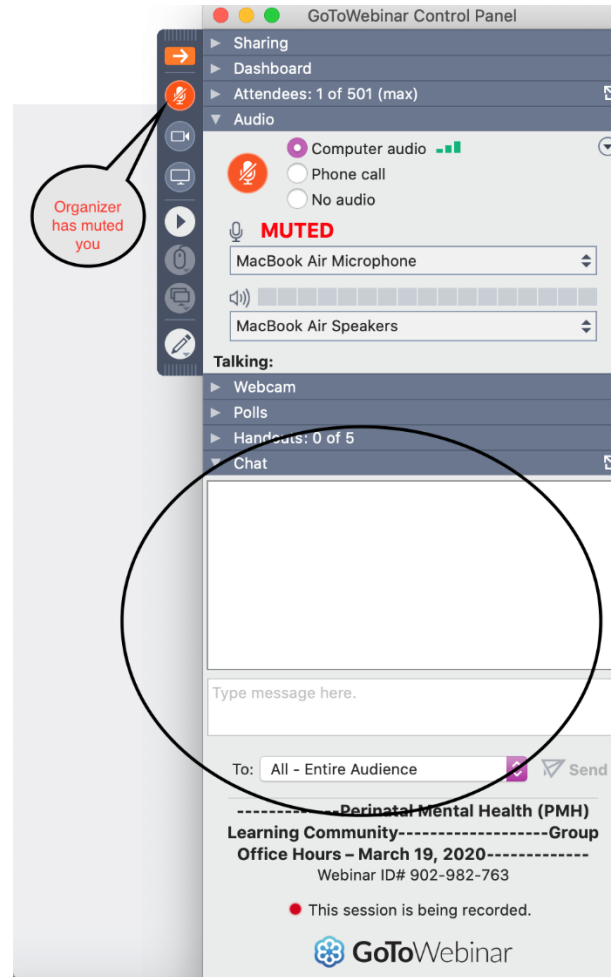 GoToWebinar Control Panel
Sharing
Dashboard
Attendees: 1 of 501 (max)
Audio
Computer audio
Phone call
No audio
MUTED
MacBook Air Microphone
MacBook Air Speakers
Talking:
Webcam
Polls
Handouts: 0 of 5
Chat
Type message here.
To: All - Entire Audience Send
-------------Perinatal Mental Health (PMH)
Learning Community-------------------Group
Office Hours – March 19, 2020-------------
Webinar ID# 902-982-763
This session is being recorded.
GoToWebinar
Organizer
has muted
you